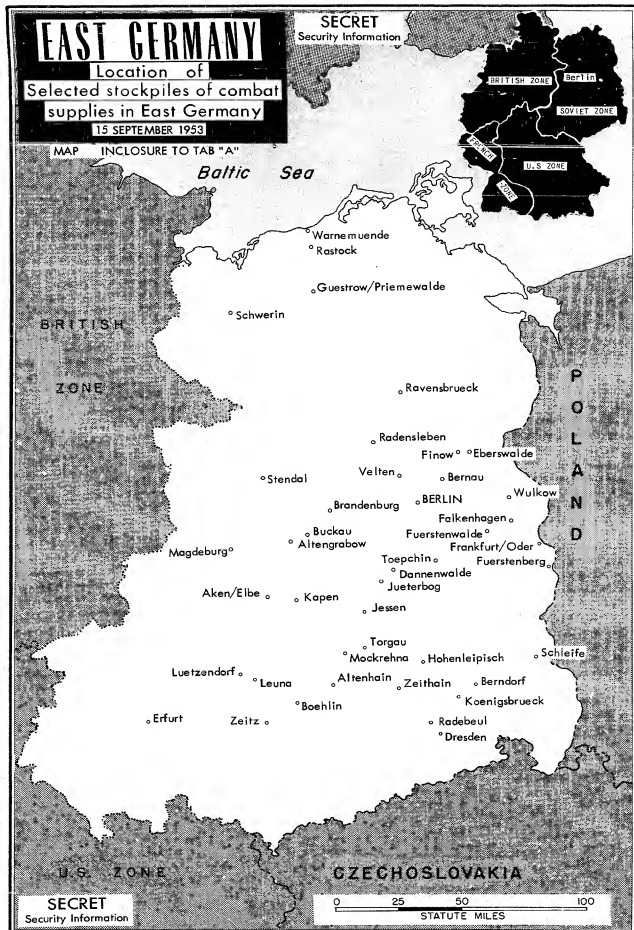 EAST GERMANY
Location of
Selected stockpiles of combat
supplies in East Germany
15 SEPTEMBER 1953
MAP INCLOSURE TO TAB "A"
SECRET
Security Information
BRITISH ZONE
Berlin
SOVIET ZONE
FRENCH
ZONE
U.S ZONE
Baltic Sea
Warnemuende
Rastock
Guestrow/Priemewalde
Schwerin
BRITISH
ZONE
POLAND
Ravensbrueck
Radensleben
Finow
Eberswalde
Stendal
Velten
Bernau
Wulkow
Brandenburg
BERLIN
Falkenhagen
Buckau
Fuerstenwalde
Altengrabow
Frankfurt/Oder
Magdeburg
Toepchin
Fuerstenberg
Dannenwalde
Jueterbog
Aken/Elbe
Kapen
Jessen
Torgau
Mockrehna
Hohenleipisch
Schleife
Luetzendorf
Leuna
Altenhain
Zeithain
Berndorf
Boehlin
Koenigsbrueck
Erfurt
Zeitz
Radebeul
Dresden
U.S. ZONE
CZECHOSLOVAKIA
SECRET
Security Information
0 25 50 100
STATUTE MILES